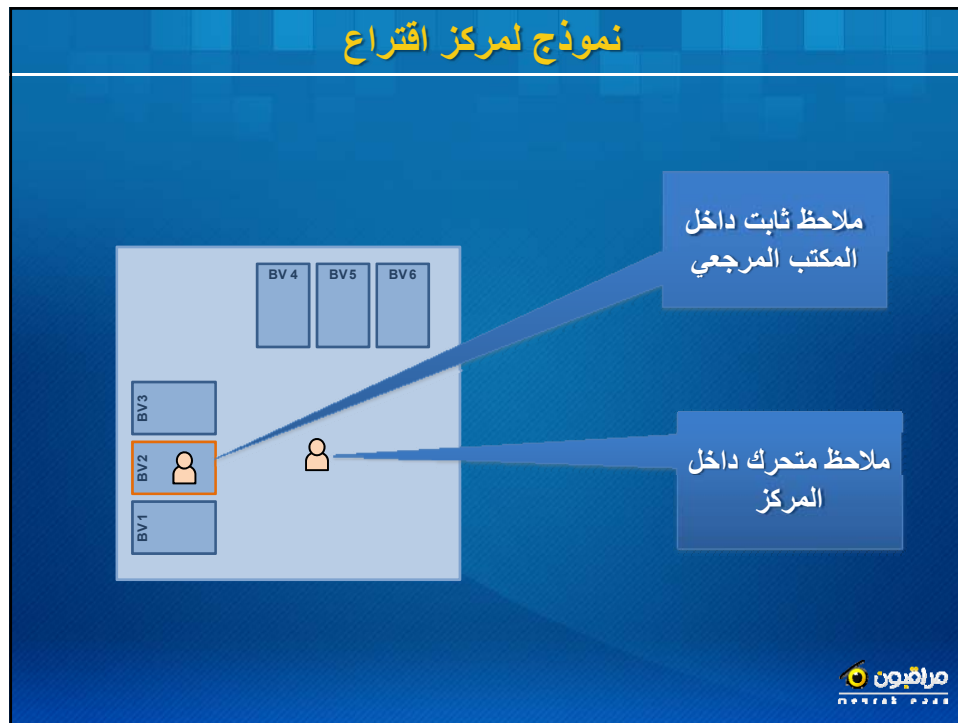 نموذج لمركز اقتراع
ملاحظ ثابت داخل
المكتب المرجعي
BV 4
BV5
BV6
BV3
BV2
BV1
ملاحظ متحرك داخل
المركز
مراقبون